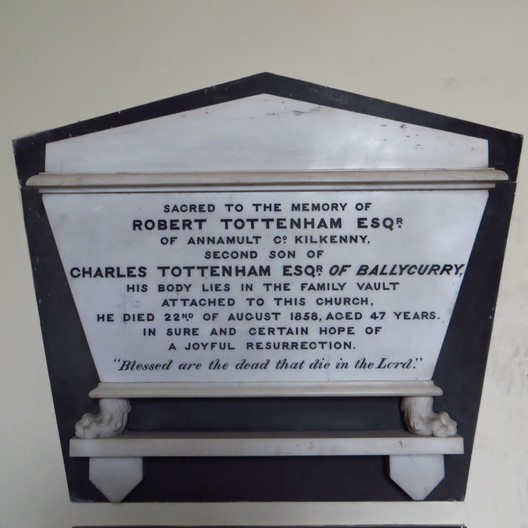 SACRED TO THE MEMORY OF
ROBERT TOTTENHAM ESQR
OF ANNAMULT CO KILKENNY,
SECOND SON OF
CHARLES TOTTENHAM ESQR OF BALLYCURRY,
HIS BODY LIES IN THE FAMILY VAULT
ATTACHED TO THIS CHURCH,
HE DIED 22ND OF AUGUST 1858, AGED 47 YEARS.
IN SURE AND CERTAIN HOPE OF
A JOYFUL RESURRECTION.
"Blessed are the dead that die in the Lord."